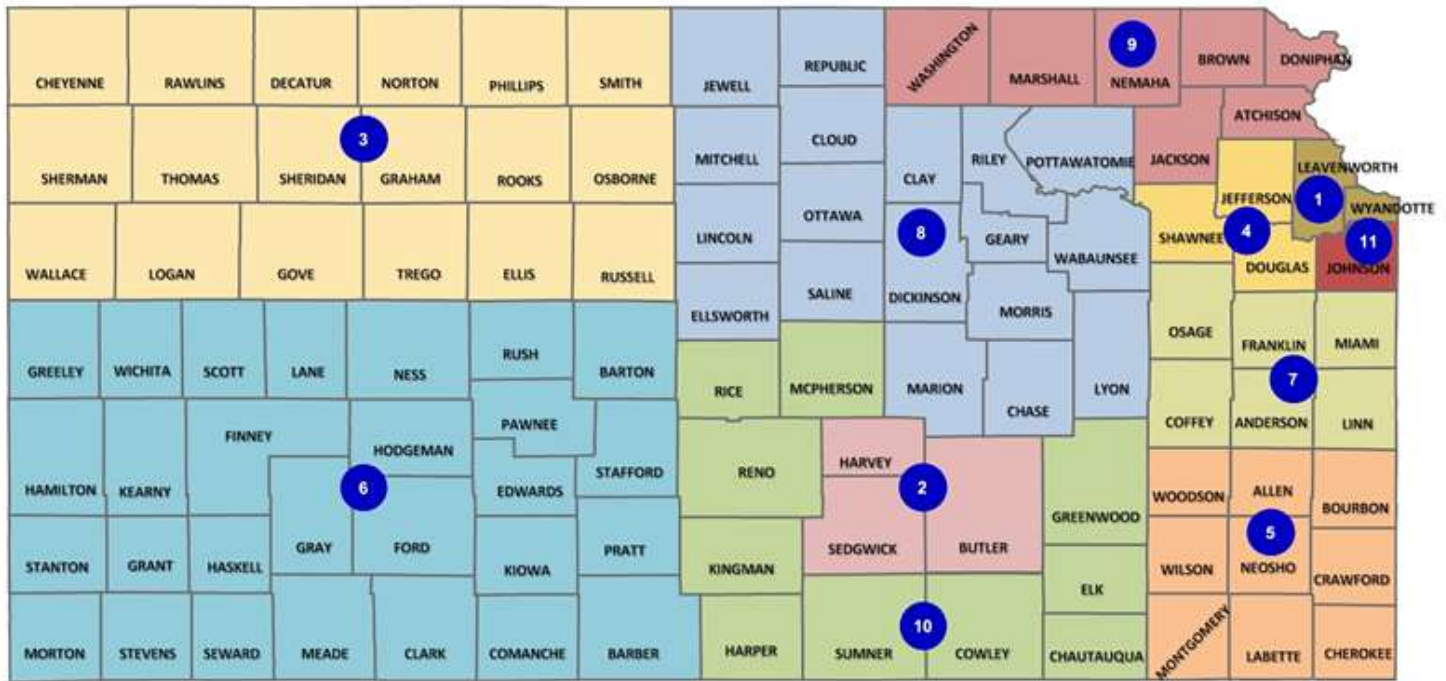 CHEYENNE RAWLINS DECATUR NORTON PHILLIPS SMITH JEWELL REPUBLIC WASHINGTON MARSHALL 9 NEMAHA BROWN DONIPHAN
3
SHERMAN THOMAS SHERIDAN GRAHAM ROOKS OSBORNE MITCHELL CLOUD CLAY RILEY POTTAWATOMIE JACKSON ATCHISON
LEAVENWORTH
JEFFERSON 1 WYANDOTTE
WALLACE LOGAN GOVE TREGO ELLIS RUSSELL LINCOLN OTTAWA 8 GEARY WABAUNSEE SHAWNEE 4 11
DOUGLAS JOHNSON
ELLSWORTH SALINE DICKINSON MORRIS
OSAGE FRANKLIN MIAMI
GREELEY WICHITA SCOTT LANE NESS RUSH BARTON RICE MCPHERSON MARION CHASE LYON 7
PAWNEE COFFEY ANDERSON LINN
FINNEY HODGEMAN
HAMILTON KEARNY 6 EDWARDS STAFFORD RENO HARVEY 2 GREENWOOD WOODSON ALLEN BOURBON
STANTON GRANT HASKELL GRAY FORD KIOWA PRATT KINGMAN SEDGWICK BUTLER ELK WILSON 5 NEOSHO CRAWFORD
10
MORTON STEVENS SEWARD MEADE CLARK COMANCHE BARBER HARPER SUMNER COWLEY CHAUTAUQUA MONTGOMERY LABETTE CHEROKEE